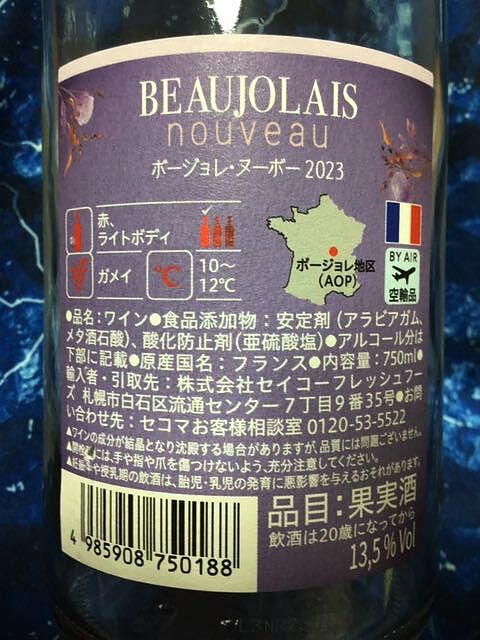 BEAUJOLAIS
nouveau
ボージョレ・ヌーボー 2023
赤、
ライトボディ
ガメイ
℃
10～
12℃
ボージョレ地区
(AOP)
BY AIR
空輸品
●品名：ワイン●食品添加物：安定剤（アラビアガム、
メタ酒石酸）、酸化防止剤（亜硫酸塩）●アルコール分は
下部に記載●原産国名：フランス●内容量：750ml●
輸入者・引取先：株式会社セイコーフレッシュフー
ズ 札幌市白石区流通センター7丁目9番35号●お問
い合わせ先：セコマお客様相談室 0120-53-5522
▲ワインの成分が結晶となり沈殿する場合がありますが、品質には問題ございません。
▲開栓時には、手や指や爪を傷つけないよう、充分注意してください。
▲妊娠中や授乳期の飲酒は、胎児・乳児の発育に悪影響を与えるおそれがあります。
品目：果実酒
飲酒は20歳になってから
13,5 % Vol
4 985908 750188